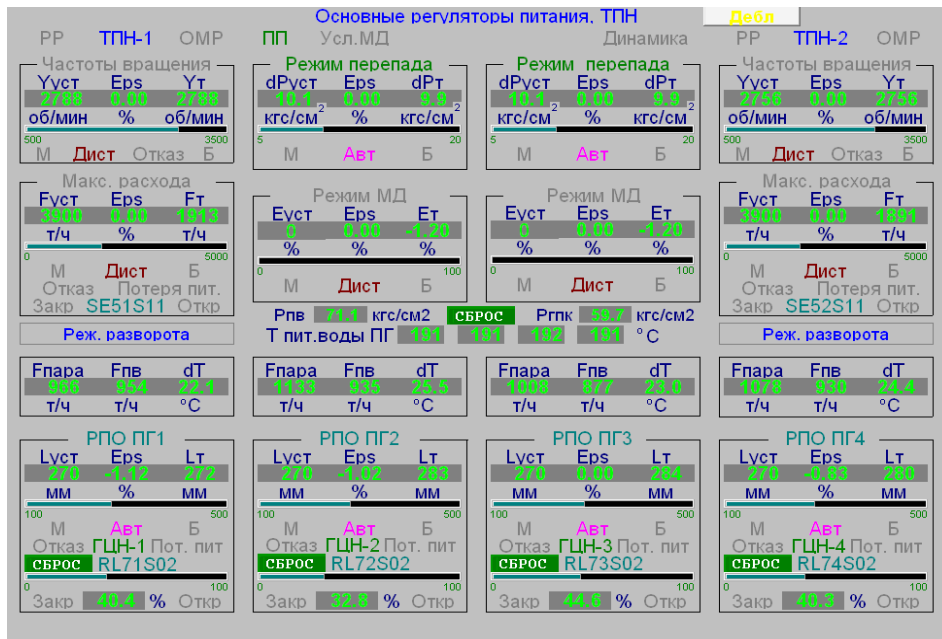 Основные регуляторы питания, ТПН Дебл
РР ТПН-1 ОМР ПП Усл.МД Динамика РР ТПН-2 ОМР
Частоты вращения Режим перепада Режим перепада Частоты вращения
Yуст Eps Yт dPуст Eps dPт dPуст Eps dPт Yуст Eps Yт
2788 0.00 2788 10.1 0.00 9.9 10.1 0.00 9.9 2756 0.00 2756
об/мин % об/мин кгс/см2 % кгс/см2 кгс/см2 % кгс/см2 об/мин % об/мин
500 3500 5 20 5 20 500 3500
М Дист Отказ Б М Авт Б М Авт Б М Дист Отказ Б
Макс. расхода Режим МД Режим МД Макс. расхода
Fуст Eps Fт Eуст Eps Eт Eуст Eps Eт Fуст Eps Fт
3900 0.00 1913 0 0.00 -1.20 0 0.00 -1.20 3900 0.00 1891
т/ч % т/ч % % % % % % т/ч % т/ч
0 5000 0 100 0 100 0 5000
М Дист Б М Дист Б М Дист Б М Дист Б
Отказ Потеря пит. Отказ Потеря пит.
Закр SE51S11 Откр Закр SE52S11 Откр
Рпв 71.1 кгс/см2 СБРОС Ргпк 59.7 кгс/см2
Реж. разворота Т пит.воды ПГ 191 191 192 191 °C Реж. разворота
Fпара Fпв dT Fпара Fпв dT Fпара Fпв dT Fпара Fпв dT
986 954 22.1 1133 935 25.5 1008 877 23.0 1078 930 24.4
т/ч т/ч °C т/ч т/ч °C т/ч т/ч °C т/ч т/ч °C
РПО ПГ1 РПО ПГ2 РПО ПГ3 РПО ПГ4
Lуст Eps Lт Lуст Eps Lт Lуст Eps Lт Lуст Eps Lт
270 -1.12 272 270 -1.02 283 270 0.00 284 270 -0.83 280
мм % мм мм % мм мм % мм мм % мм
100 500 100 500 100 500 100 500
М Авт Б М Авт Б М Авт Б М Авт Б
Отказ ГЦН-1 Пот. пит Отказ ГЦН-2 Пот. пит Отказ ГЦН-3 Пот. пит Отказ ГЦН-4 Пот. пит
СБРОС RL71S02 СБРОС RL72S02 СБРОС RL73S02 СБРОС RL74S02
0 100 0 100 0 100 0 100
Закр 40.4 % Откр Закр 32.8 % Откр Закр 44.6 % Откр Закр 40.3 % Откр